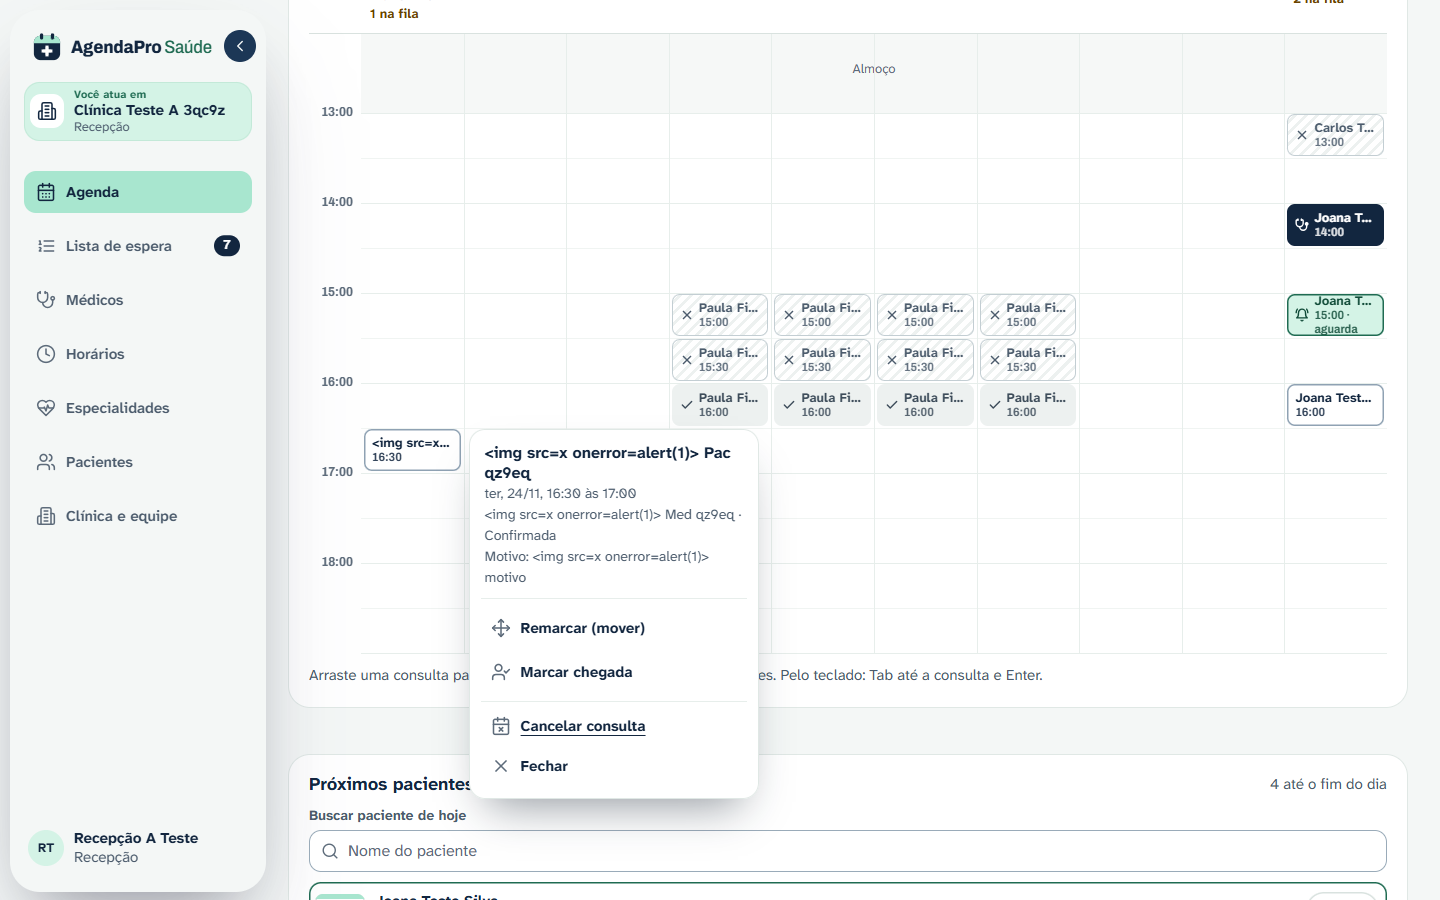 AgendaPro Saúde
Você atua em
Clínica Teste A 3qc9z
Recepção
Agenda
Lista de espera
7
Médicos
Horários
Especialidades
Pacientes
Clínica e equipe
RT
Recepção A Teste
Recepção
1 na fila
Almoço
13:00
Carlos T...
13:00
14:00
Joana T...
14:00
15:00
Paula Fi...
15:00
Paula Fi...
15:00
Paula Fi...
15:00
Paula Fi...
15:00
Joana T...
15:00 ·
aguarda
Paula Fi...
15:30
Paula Fi...
15:30
Paula Fi...
15:30
Paula Fi...
15:30
16:00
Paula Fi...
16:00
Paula Fi...
16:00
Paula Fi...
16:00
Paula Fi...
16:00
Joana Test...
16:00
<img src=x...
16:30
17:00
18:00
<img src=x onerror=alert(1)> Pac
qz9eq
ter, 24/11, 16:30 às 17:00
<img src=x onerror=alert(1)> Med qz9eq ·
Confirmada
Motivo: <img src=x onerror=alert(1)>
motivo
Remarcar (mover)
Marcar chegada
Cancelar consulta
Fechar
Arraste uma consulta pa
es. Pelo teclado: Tab até a consulta e Enter.
Próximos pacientes
4 até o fim do dia
Buscar paciente de hoje
Nome do paciente